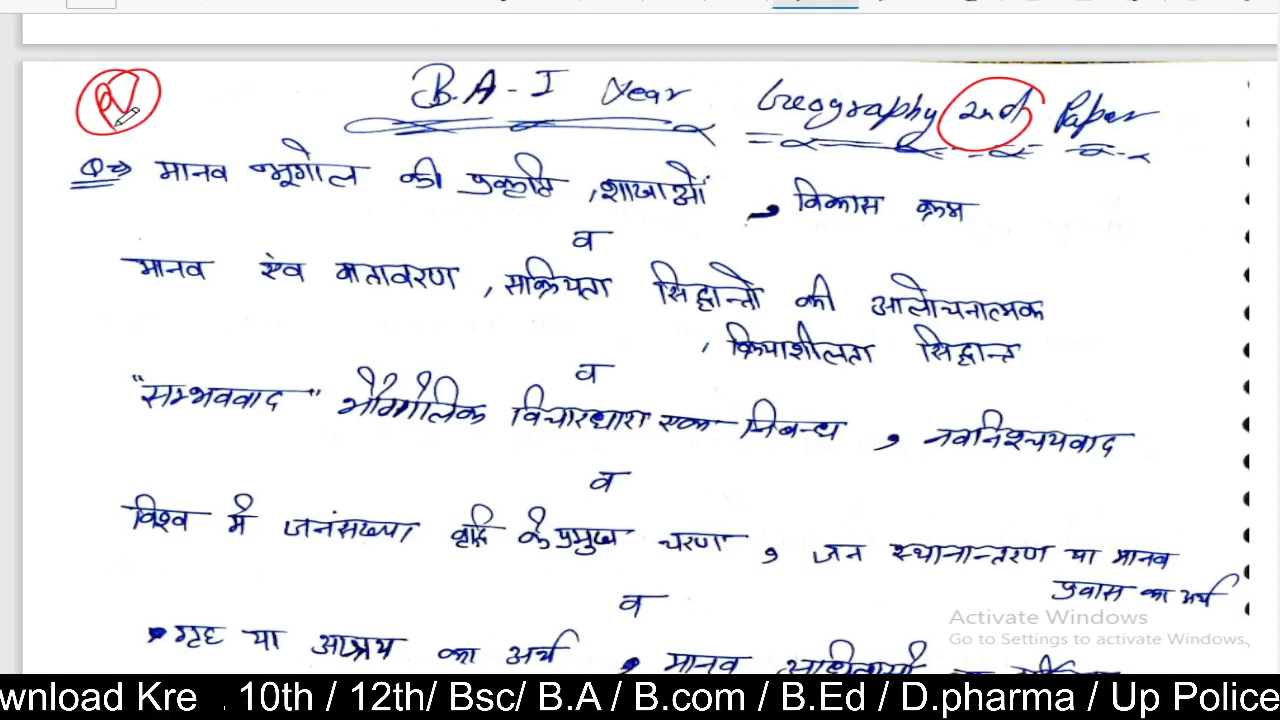 B.A - I Year Geography 2nd Paper
Q⇒ मानव भूगोल की प्रकृति, शाखाओं , विकास क्रम
व
मानव एंव वातावरण, सक्रियता सिद्धान्तो की आलोचनात्मक
, क्रियाशीलता सिद्धान्त
व
"सम्भववाद" भौगोलिक विचारधारा एक निबन्ध , नवनिश्चयवाद
व
विश्व मे जनंसख्या वृद्धि के प्रमुख चरण , जन स्थानान्तरण या मानव
प्रवास का अर्थ
व
गृह या आश्रय का अर्थ , मानव
Activate Windows
Go to Settings to activate Windows.
wnload Kre . 10th / 12th/ Bsc/ B.A / B.com / B.Ed / D.pharma / Up Police